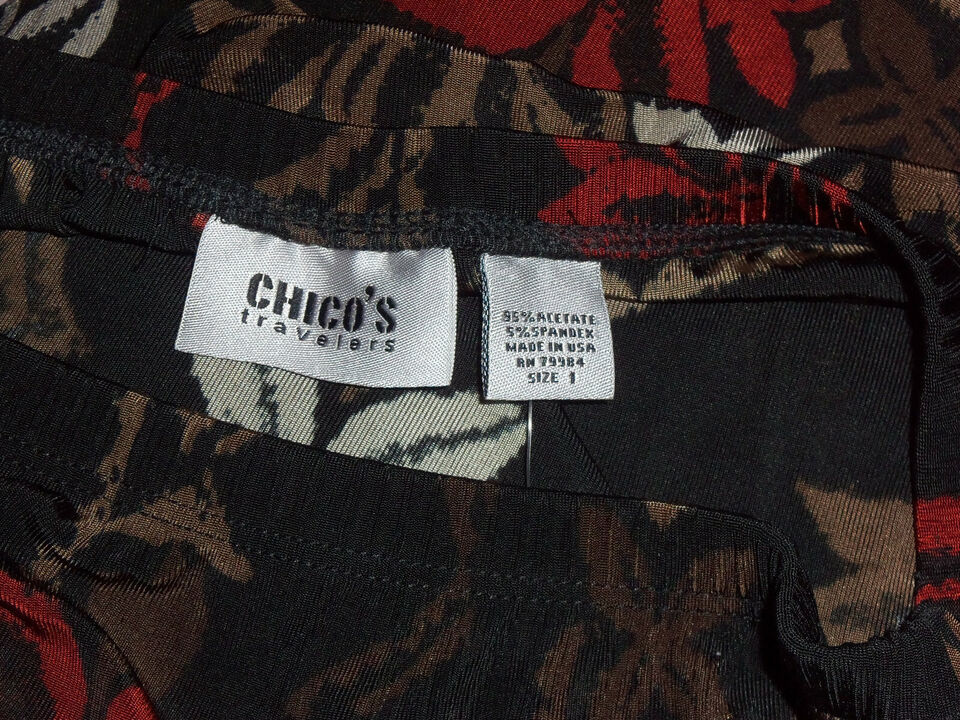 CHICO'S
travelers
95% ACETATE
5% SPANDEX
MADE IN USA
RN 79984
SIZE 1